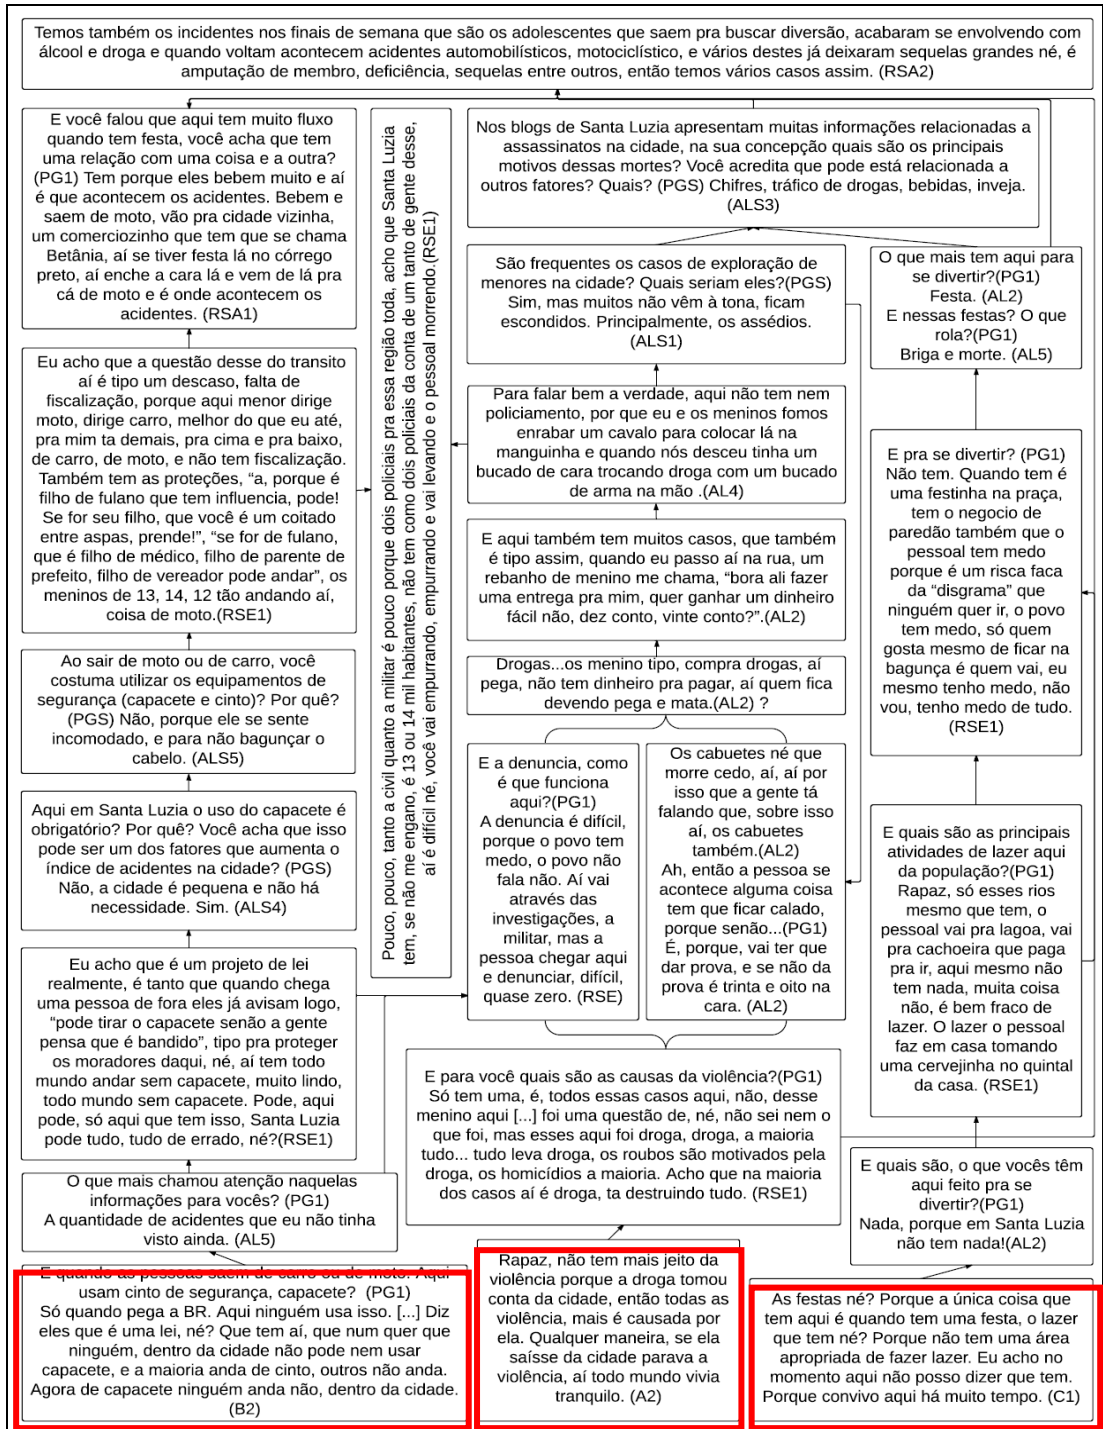 Temos também os incidentes nos finais de semana que são os adolescentes que saem pra buscar diversão, acabaram se envolvendo com
álcool e droga e quando voltam acontecem acidentes automobilísticos, motociclístico, e vários destes já deixaram sequelas grandes né, é
amputação de membro, deficiência, sequelas entre outros, então temos vários casos assim. (RSA2)
E você falou que aqui tem muito fluxo
quando tem festa, você acha que tem
uma relação com uma coisa e a outra?
(PG1) Tem porque eles bebem muito e aí
é que acontecem os acidentes. Bebem e
saem de moto, vão pra cidade vizinha,
um comerciozinho que tem que se chama
Betânia, aí se tiver festa lá no córrego
preto, aí enche a cara lá e vem de lá pra
cá de moto e é onde acontecem os
acidentes. (RSA1)
Eu acho que a questão desse do transito
aí é tipo um descaso, falta de
fiscalização, porque aqui menor dirige
moto, dirige carro, melhor do que eu até,
pra mim ta demais, pra cima e pra baixo,
de carro, de moto, e não tem fiscalização.
Também tem as proteções, “a, porque é
filho de fulano que tem influencia, pode!
Se for seu filho, que você é um coitado
entre aspas, prende!”, “se for de fulano,
que é filho de médico, filho de parente de
prefeito, filho de vereador pode andar”, os
meninos de 13, 14, 12 tão andando aí,
coisa de moto.(RSE1)
Ao sair de moto ou de carro, você
costuma utilizar os equipamentos de
segurança (capacete e cinto)? Por quê?
(PGS) Não, porque ele se sente
incomodado, e para não bagunçar o
cabelo. (ALS5)
Aqui em Santa Luzia o uso do capacete é
obrigatório? Por quê? Você acha que isso
pode ser um dos fatores que aumenta o
índice de acidentes na cidade? (PGS)
Não, a cidade é pequena e não há
necessidade. Sim. (ALS4)
Eu acho que é um projeto de lei
realmente, é tanto que quando chega
uma pessoa de fora eles já avisam logo,
“pode tirar o capacete senão a gente
pensa que é bandido”, tipo pra proteger
os moradores daqui, né, aí tem todo
mundo andar sem capacete, muito lindo,
todo mundo sem capacete. Pode, aqui
pode, só aqui que tem isso, Santa Luzia
pode tudo, tudo de errado, né?(RSE1)
O que mais chamou atenção naquelas
informações para vocês? (PG1)
A quantidade de acidentes que eu não tinha
visto ainda. (AL5)
E quando as pessoas saem de carro ou de moto. Aqui
usam cinto de segurança, capacete? (PG1)
Só quando pega a BR. Aqui ninguém usa isso. [...] Diz
eles que é uma lei, né? Que tem aí, que num quer que
ninguém, dentro da cidade não pode nem usar
capacete, e a maioria anda de cinto, outros não anda.
Agora de capacete ninguém anda não, dentro da cidade.
(B2)
Pouco, pouco, tanto a civil quanto a militar é pouco porque dois policiais pra essa região toda, acho que Santa Luzia
tem, se não me engano, é 13 ou 14 mil habitantes, não tem como dois policiais da conta de um tanto de gente desse,
aí é difícil né, você vai empurrando, empurrando e vai levando e o pessoal morrendo.(RSE1)
Nos blogs de Santa Luzia apresentam muitas informações relacionadas a
assassinatos na cidade, na sua concepção quais são os principais
motivos dessas mortes? Você acredita que pode está relacionada a
outros fatores? Quais? (PGS) Chifres, tráfico de drogas, bebidas, inveja.
(ALS3)
São frequentes os casos de exploração de
menores na cidade? Quais seriam eles?(PGS)
Sim, mas muitos não vêm à tona, ficam
escondidos. Principalmente, os assédios.
(ALS1)
Para falar bem a verdade, aqui não tem nem
policiamento, por que eu e os meninos fomos
enrabar um cavalo para colocar lá na
manguinha e quando nós desceu tinha um
bucado de cara trocando droga com um bucado
de arma na mão .(AL4)
E aqui também tem muitos casos, que também
é tipo assim, quando eu passo aí na rua, um
rebanho de menino me chama, “bora ali fazer
uma entrega pra mim, quer ganhar um dinheiro
fácil não, dez conto, vinte conto?”.(AL2)
Drogas...os menino tipo, compra drogas, aí
pega, não tem dinheiro pra pagar, aí quem fica
devendo pega e mata.(AL2) ?
E a denuncia, como
é que funciona
aqui?(PG1)
A denuncia é difícil,
porque o povo tem
medo, o povo não
fala não. Aí vai
através das
investigações, a
militar, mas a
pessoa chegar aqui
e denunciar, difícil,
quase zero. (RSE)
Os cabuetes né que
morre cedo, aí, aí por
isso que a gente tá
falando que, sobre isso
aí, os cabuetes
também.(AL2)
Ah, então a pessoa se
acontece alguma coisa
tem que ficar calado,
porque senão...(PG1)
É, porque, vai ter que
dar prova, e se não da
prova é trinta e oito na
cara. (AL2)
E para você quais são as causas da violência?(PG1)
Só tem uma, é, todos essas casos aqui, não, desse
menino aqui [...] foi uma questão de, né, não sei nem o
que foi, mas esses aqui foi droga, droga, a maioria
tudo... tudo leva droga, os roubos são motivados pela
droga, os homicídios a maioria. Acho que na maioria
dos casos aí é droga, ta destruindo tudo. (RSE1)
Rapaz, não tem mais jeito da
violência porque a droga tomou
conta da cidade, então todas as
violência, mais é causada por
ela. Qualquer maneira, se ela
saísse da cidade parava a
violência, aí todo mundo vivia
tranquilo. (A2)
O que mais tem aqui para
se divertir?(PG1)
Festa. (AL2)
E nessas festas? O que
rola?(PG1)
Briga e morte. (AL5)
E pra se divertir? (PG1)
Não tem. Quando tem é
uma festinha na praça,
tem o negocio de
paredão também que o
pessoal tem medo
porque é um risca faca
da “disgrama” que
ninguém quer ir, o povo
tem medo, só quem
gosta mesmo de ficar na
bagunça é quem vai, eu
mesmo tenho medo, não
vou, tenho medo de tudo.
(RSE1)
E quais são as principais
atividades de lazer aqui
da população?(PG1)
Rapaz, só esses rios
mesmo que tem, o
pessoal vai pra lagoa, vai
pra cachoeira que paga
pra ir, aqui mesmo não
tem nada, muita coisa
não, é bem fraco de
lazer. O lazer o pessoal
faz em casa tomando
uma cervejinha no quintal
da casa. (RSE1)
E quais são, o que vocês têm
aqui feito pra se
divertir?(PG1)
Nada, porque em Santa Luzia
não tem nada!(AL2)
As festas né? Porque a única coisa que
tem aqui é quando tem uma festa, o lazer
que tem né? Porque não tem uma área
apropriada de fazer lazer. Eu acho no
momento aqui não posso dizer que tem.
Porque convivo aqui há muito tempo. (C1)